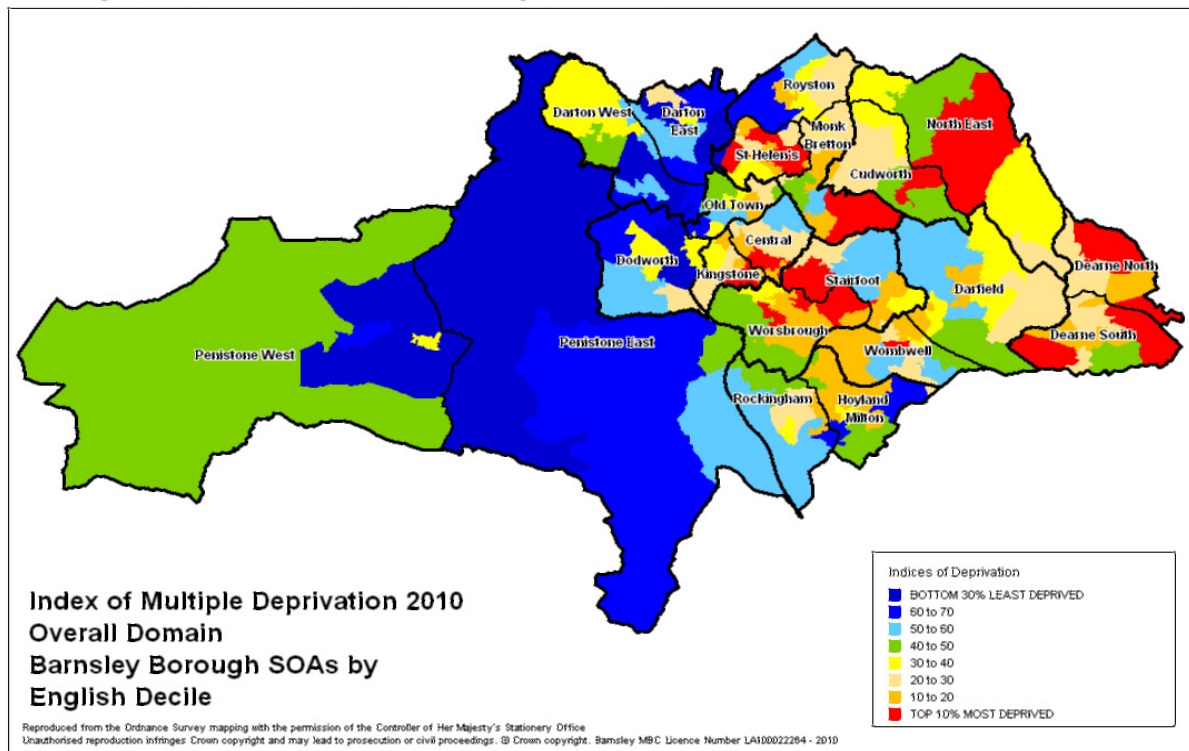 Royston
Darton West
Darton
East
North East
Monk
Bretton
St Helen's
Cudworth
Old Town
Central
Dodworth
Kingstone
Stairfoot
Dearne North
Darfield
Worsbrough
Dearne South
Penistone West
Penistone East
Wombwell
Rockingham
Hoyland
Milton
Index of Multiple Deprivation 2010
Overall Domain
Barnsley Borough SOAs by
English Decile
Indices of Deprivation
BOTTOM 30% LEAST DEPRIVED
60 to 70
50 to 60
40 to 50
30 to 40
20 to 30
10 to 20
TOP 10% MOST DEPRIVED
Reproduced from the Ordnance Survey mapping with the permission of the Controller of Her Majesty's Stationery Office
Unauthorised reproduction infringes Crown copyright and may lead to prosecution or civil proceedings. © Crown copyright. Barnsley MBC Licence Number LA100022264 - 2010